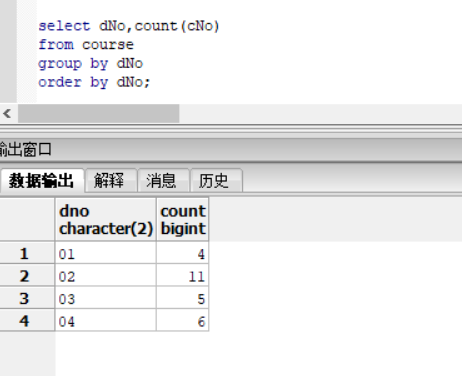 select dNo,count(cNo)
from course
group by dNo
order by dNo;
输出窗口
数据输出 解释 消息 历史
dno count
character(2) bigint
1 01 4
2 02 11
3 03 5
4 04 6